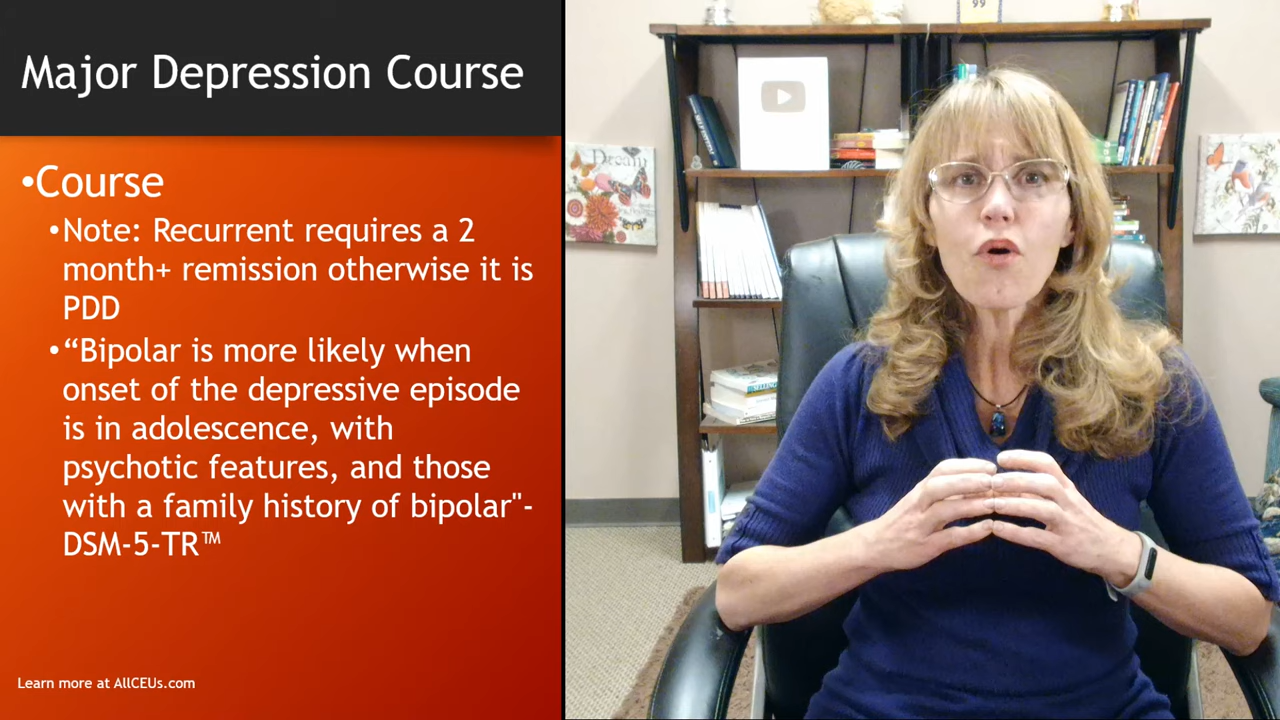 Major Depression Course
•Course
•Note: Recurrent requires a 2
month+ remission otherwise it is
PDD
•“Bipolar is more likely when
onset of the depressive episode
is in adolescence, with
psychotic features, and those
with a family history of bipolar"-
DSM-5-TR™
Learn more at AllCEUs.com
99
Dream